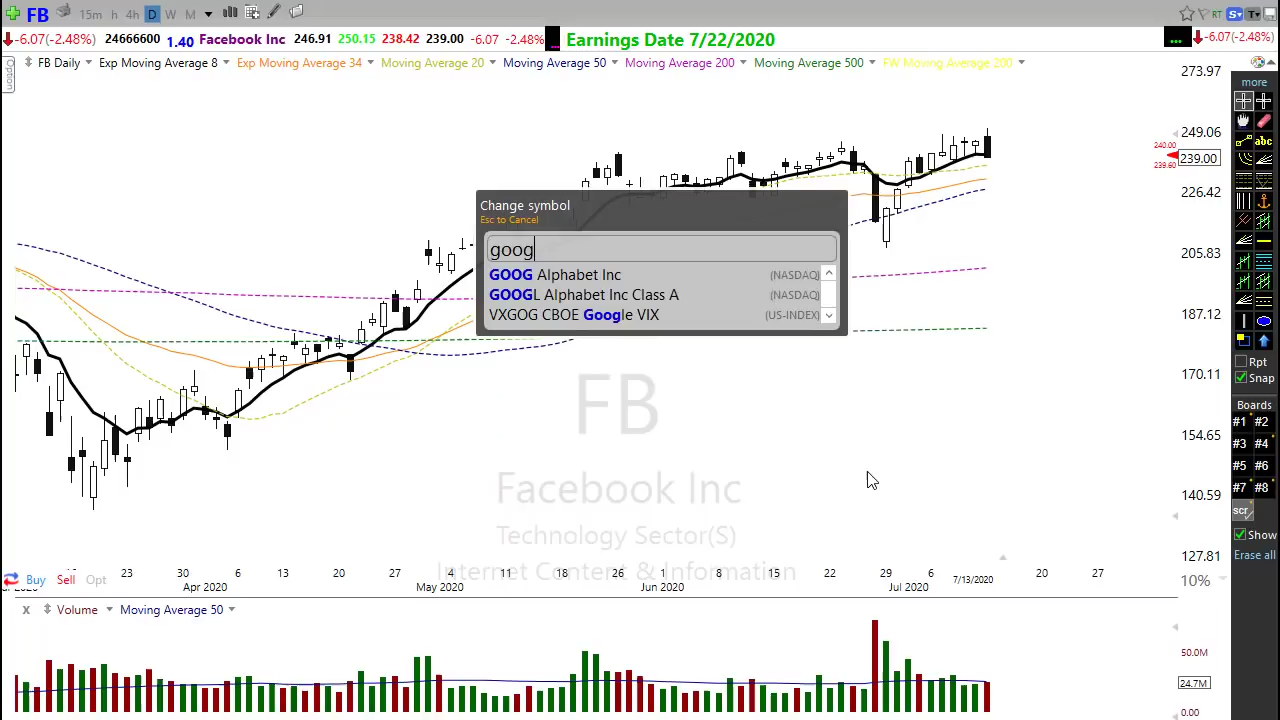 FB 15m h 4h D W M RT S T
-6.07(-2.48%) 24666600 1.40 Facebook Inc 246.91 250.15 238.42 239.00 -6.07 -2.48% ... Earnings Date 7/22/2020 ... -6.07(-2.48%)
Option
FB Daily Exp Moving Average 8 Exp Moving Average 34 Moving Average 20 Moving Average 50 Moving Average 200 Moving Average 500 FW Moving Average 200
273.97
249.06
240.00
239.00
239.60
226.42
205.83
187.12
170.11
154.65
140.59
127.81
10%
Change symbol
Esc to Cancel
goog
GOOG Alphabet Inc (NASDAQ)
GOOGL Alphabet Inc Class A (NASDAQ)
VXGOG CBOE Google VIX (US-INDEX)
FB
Facebook Inc
Technology Sector(S)
Internet Content & Information
23 30 6 13 20 27 4 11 18 26 1 8 15 22 29 6 7/13/2020 20 27
Apr 2020 May 2020 Jun 2020 Jul 2020
Buy Sell Opt
x Volume Moving Average 50
50.0M
24.7M
0.00
more
abc
Rpt
Snap
Boards
#1 #2
#3 #4
#5 #6
#7 #8
scr
Show
Erase all